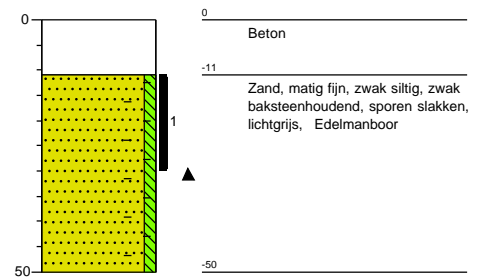 0
50
1
0
Beton
-11
Zand, matig fijn, zwak siltig, zwak
baksteenhoudend, sporen slakken,
lichtgrijs, Edelmanboor
-50